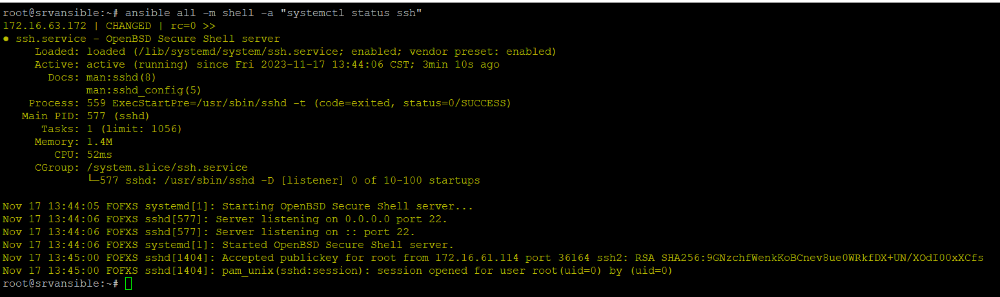 root@srvansible:~# ansible all -m shell -a "systemctl status ssh"
172.16.63.172 | CHANGED | rc=0 >>
● ssh.service - OpenBSD Secure Shell server
     Loaded: loaded (/lib/systemd/system/ssh.service; enabled; vendor preset: enabled)
     Active: active (running) since Fri 2023-11-17 13:44:06 CST; 3min 10s ago
       Docs: man:sshd(8)
             man:sshd_config(5)
    Process: 559 ExecStartPre=/usr/sbin/sshd -t (code=exited, status=0/SUCCESS)
   Main PID: 577 (sshd)
      Tasks: 1 (limit: 1056)
     Memory: 1.4M
        CPU: 52ms
     CGroup: /system.slice/ssh.service
             └─577 sshd: /usr/sbin/sshd -D [listener] 0 of 10-100 startups
Nov 17 13:44:05 FOFXS systemd[1]: Starting OpenBSD Secure Shell server...
Nov 17 13:44:06 FOFXS sshd[577]: Server listening on 0.0.0.0 port 22.
Nov 17 13:44:06 FOFXS sshd[577]: Server listening on :: port 22.
Nov 17 13:44:06 FOFXS systemd[1]: Started OpenBSD Secure Shell server.
Nov 17 13:45:00 FOFXS sshd[1404]: Accepted publickey for root from 172.16.61.114 port 36164 ssh2: RSA SHA256:9GNzchfWenkKoBCnev8ue0WRkfDX+UN/XOdI00xXCfs
Nov 17 13:45:00 FOFXS sshd[1404]: pam_unix(sshd:session): session opened for user root(uid=0) by (uid=0)
root@srvansible:~#